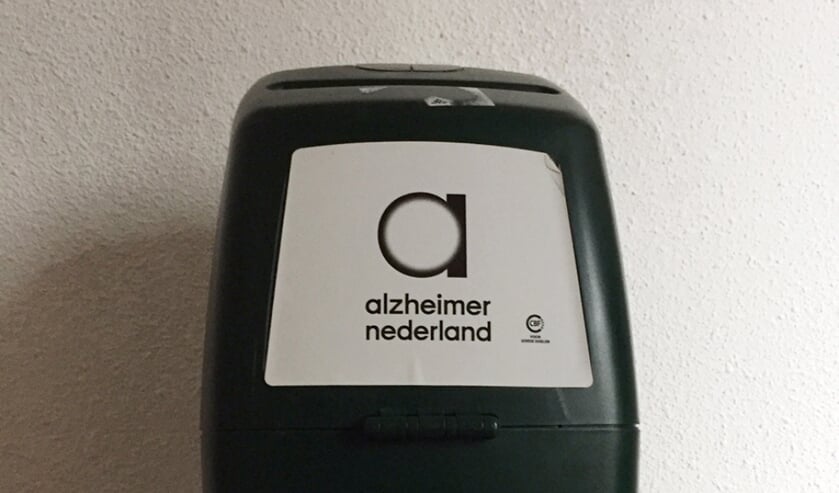 a
alzheimer
nederland
CBF